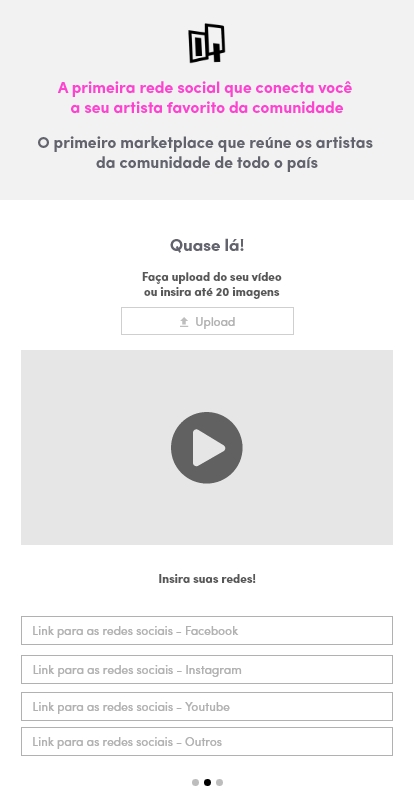 A primeira rede social que conecta você
a seu artista favorito da comunidade
O primeiro marketplace que reúne os artistas
da comunidade de todo o país
Quase lá!
Faça upload do seu vídeo
ou insira até 20 imagens
Upload
Insira suas redes!
Link para as redes sociais - Facebook
Link para as redes sociais - Instagram
Link para as redes sociais - Youtube
Link para as redes sociais - Outros